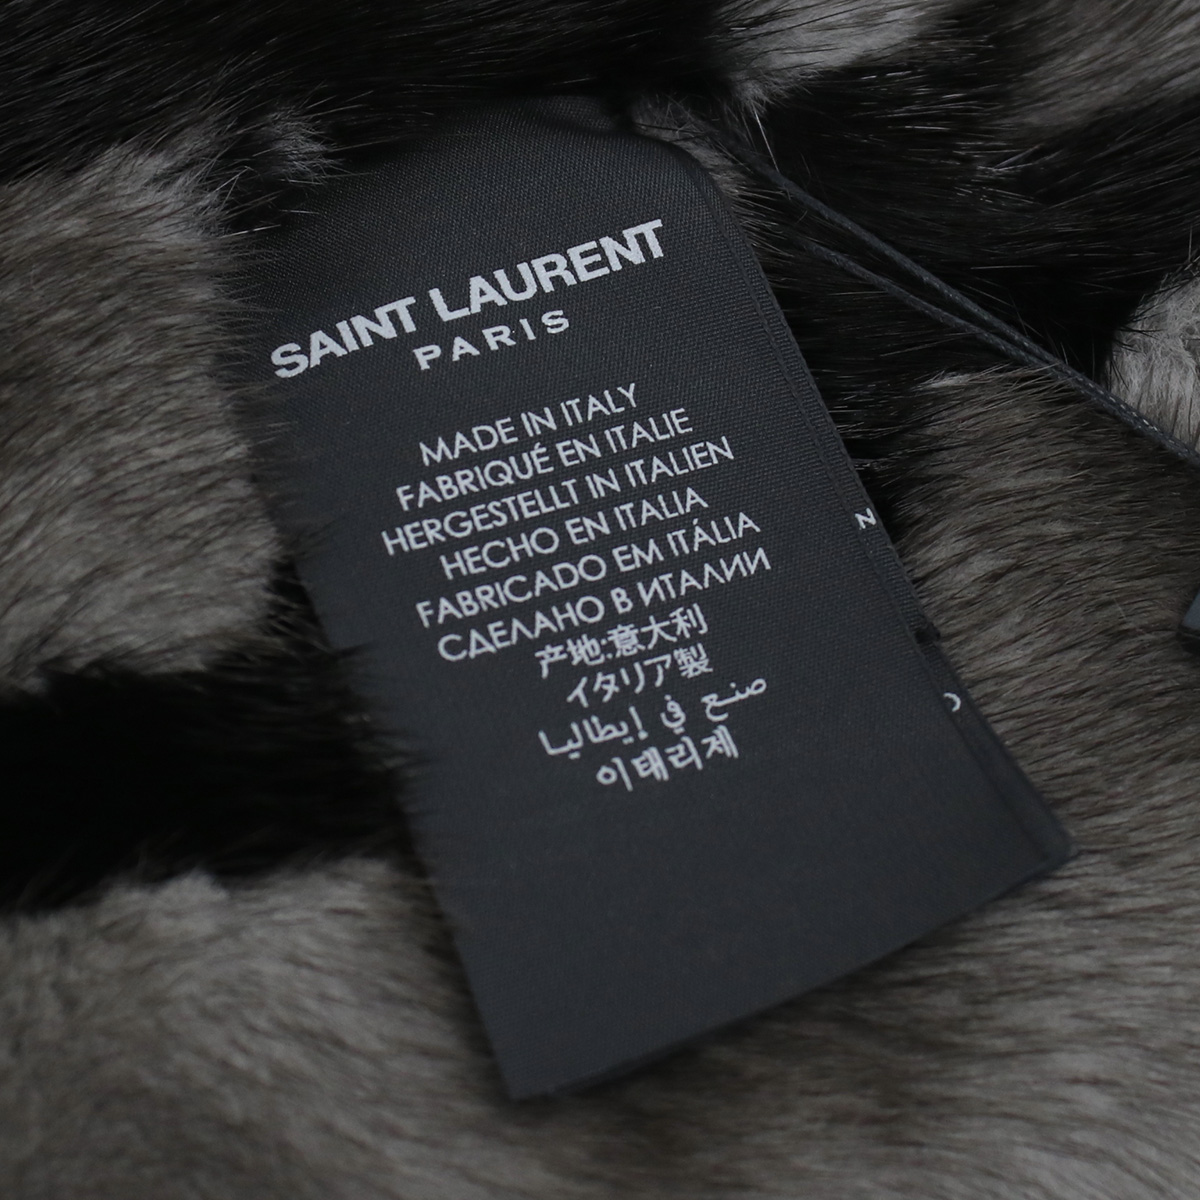 SAINT LAURENT
PARIS
MADE IN ITALY
FABRIQUÉ EN ITALIE
HERGESTELLT IN ITALIEN
HECHO EN ITALIA
FABRICADO EM ITÁLIA
СДЕЛАНО В ИТАЛИИ
产地:意大利
イタリア製
صنع في إيطاليا
이태리제